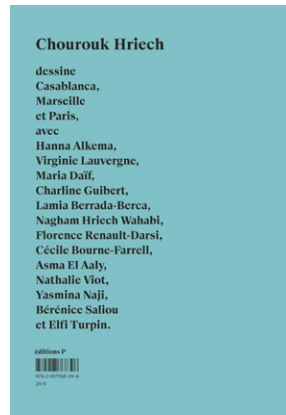 Chourouk Hriech
dessine
Casablanca,
Marseille
et Paris,
avec
Hanna Alkema,
Virginie Lauvergne,
Maria Daïf,
Charline Guibert,
Lamia Berrada-Berca,
Nagham Hriech Wahabi,
Florence Renault-Darsi,
Cécile Bourne-Farrell,
Asma El Aaly,
Nathalie Viot,
Yasmina Naji,
Bérénice Saliou
et Elfi Turpin.
éditions P